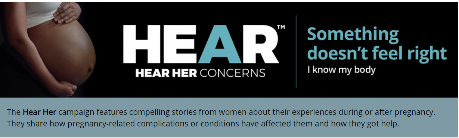 HEAR™
HEAR HER CONCERNS
Something
doesn't feel right
I know my body
The Hear Her campaign features compelling stories from women about their experiences during or after pregnancy.
They share how pregnancy-related complications or conditions have affected them and how they got help.